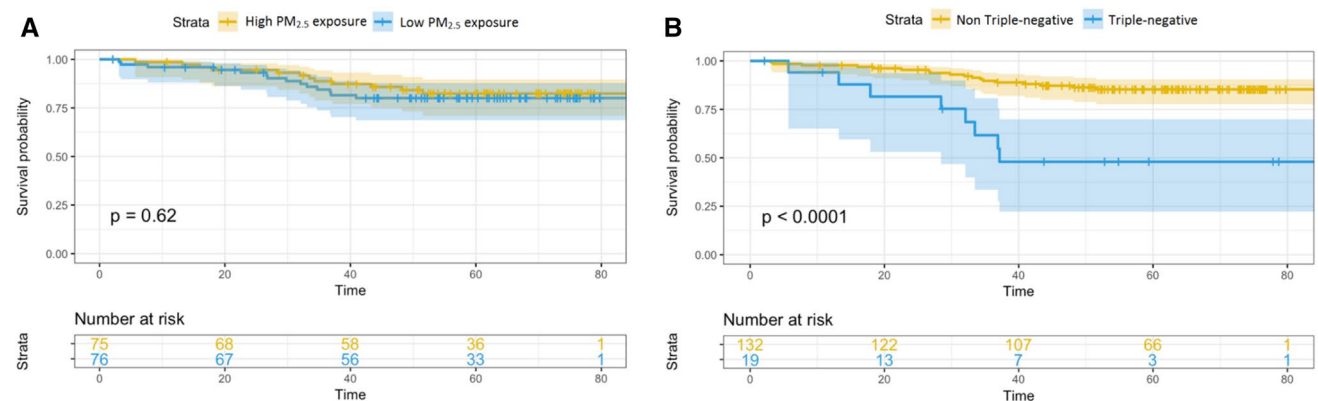 A
Strata High PM2.5 exposure Low PM2.5 exposure
Survival probability
1.00
0.75
0.50
0.25
0.00
p = 0.62
0 20 40 60 80
Time
Number at risk
Strata
75 68 58 36 1
76 67 56 33 1
0 20 40 60 80
Time
B
Strata Non Triple-negative Triple-negative
Survival probability
1.00
0.75
0.50
0.25
0.00
p < 0.0001
0 20 40 60 80
Time
Number at risk
Strata
132 122 107 66 1
19 13 7 3 1
0 20 40 60 80
Time